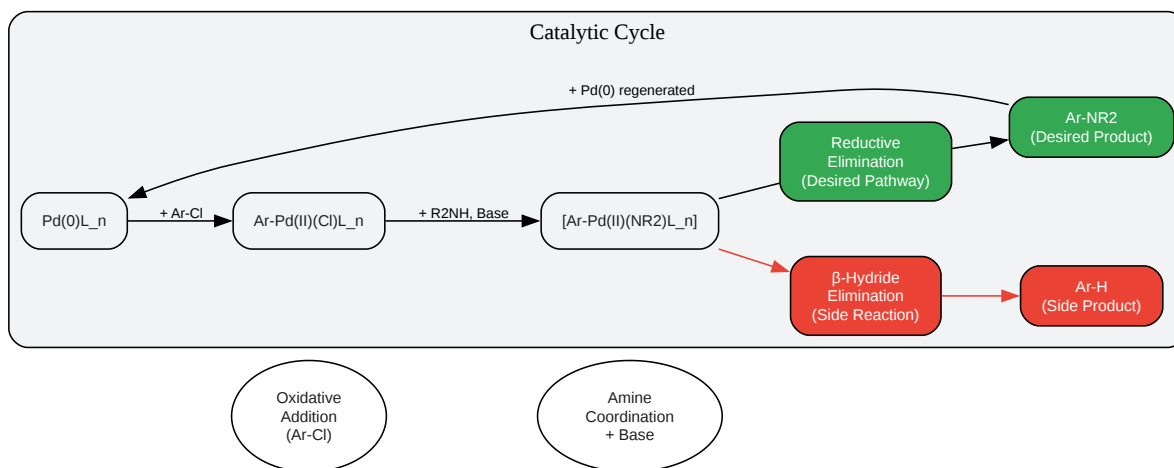 Catalytic Cycle
+ Pd(0) regenerated
Ar-NR2
(Desired Product)
Reductive
Elimination
(Desired Pathway)
Pd(0)L_n
+ Ar-Cl
Ar-Pd(II)(Cl)L_n
+ R2NH, Base
[Ar-Pd(II)(NR2)L_n]
β-Hydride
Elimination
(Side Reaction)
Ar-H
(Side Product)
Oxidative
Addition
(Ar-Cl)
Amine
Coordination
+ Base